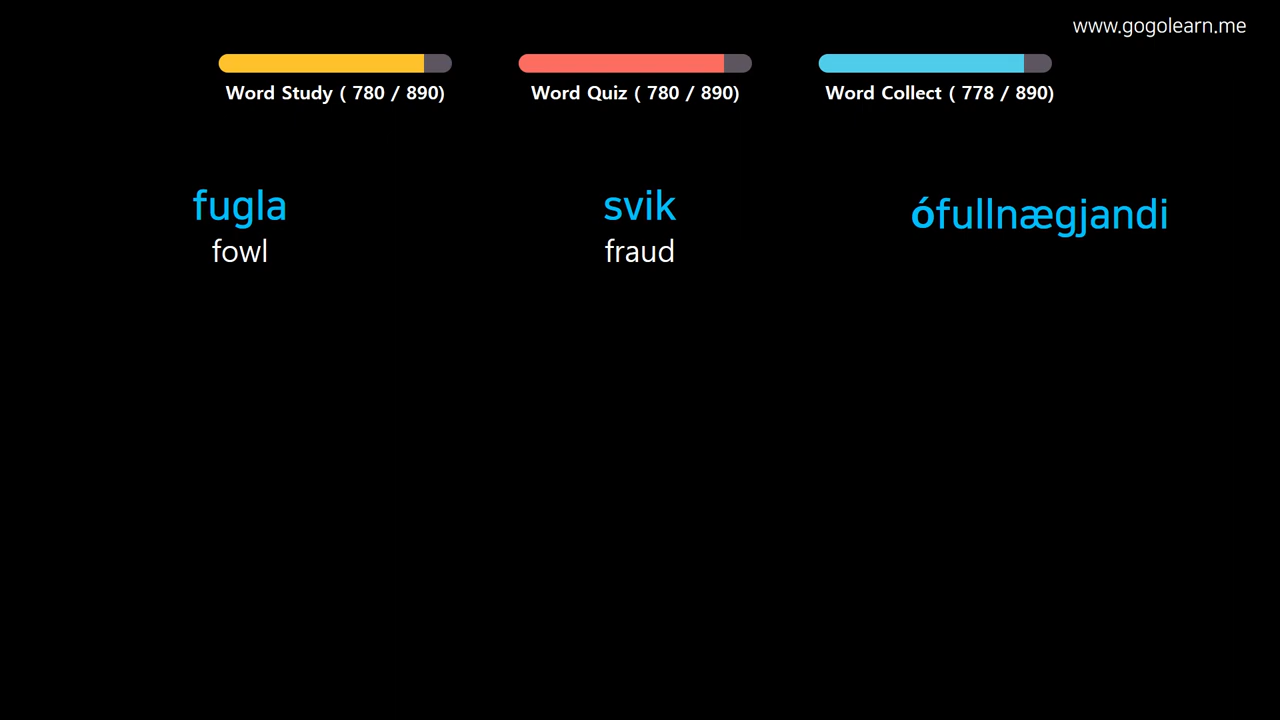 www.gogolearn.me
Word Study ( 780 / 890)
Word Quiz ( 780 / 890)
Word Collect ( 778 / 890)
fugla
fowl
svik
fraud
ófullnægjandi